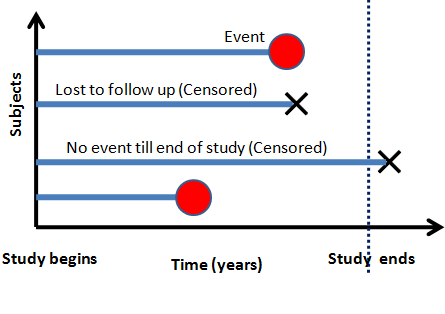 Event
Lost to follow up (Censored)
No event till end of study (Censored)
Subjects
Study begins
Time (years)
Study ends